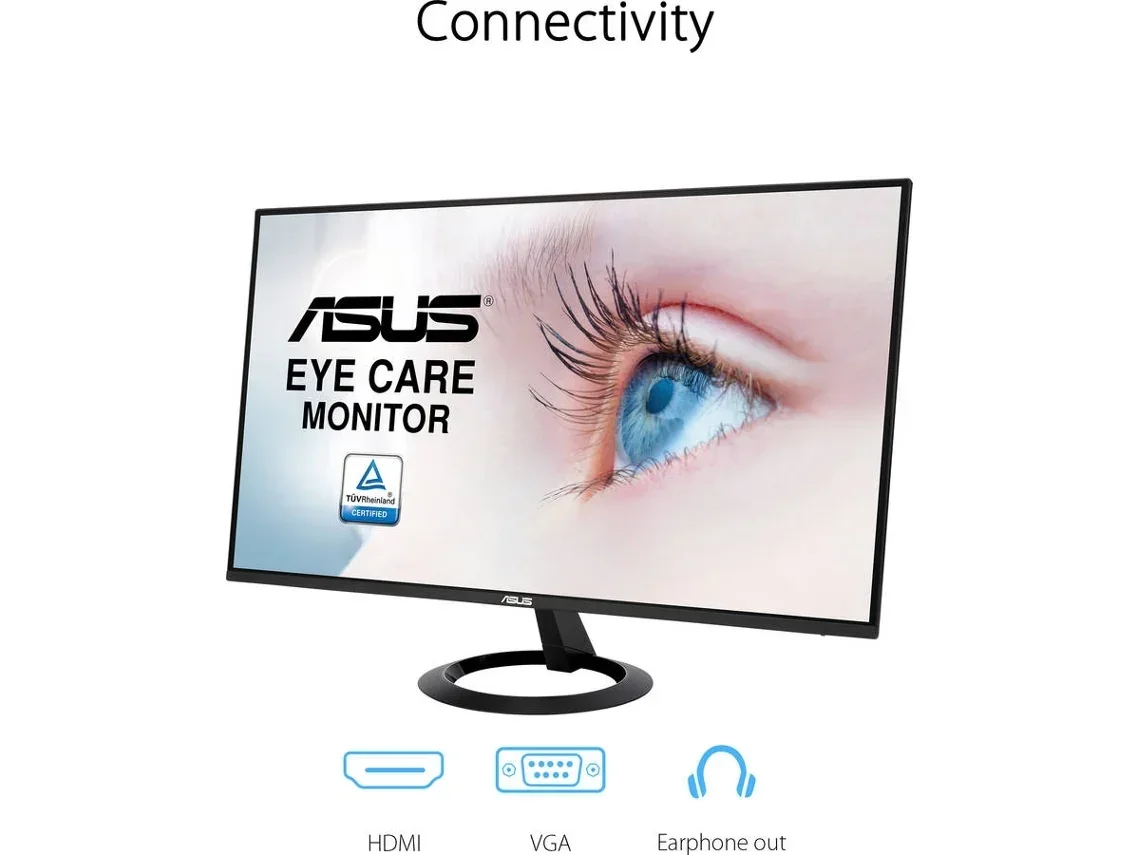 Connectivity
ASUS®
EYE CARE
MONITOR
TÜVRheinland®
CERTIFIED
ASUS
HDMI
VGA
Earphone out